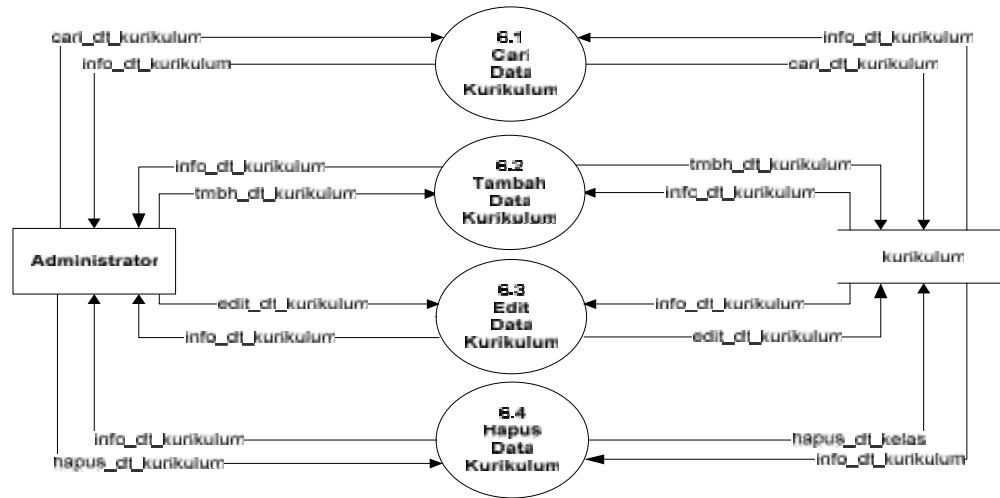 cari_dt_kurikulum
info_dt_kurikulum
6.1
Cari
Data
Kurikulum
info_dt_kurikulum
cari_dt_kurikulum
info_dt_kurikulum
tmbh_dt_kurikulum
6.2
Tambah
Data
Kurikulum
tmbh_dt_kurikulum
info_dt_kurikulum
Administrator
kurikulum
edit_dt_kurikulum
info_dt_kurikulum
6.3
Edit
Data
Kurikulum
info_dt_kurikulum
edit_dt_kurikulum
info_dt_kurikulum
hapus_dt_kurikulum
6.4
Hapus
Data
Kurikulum
hapus_dt_kelas
info_dt_kurikulum